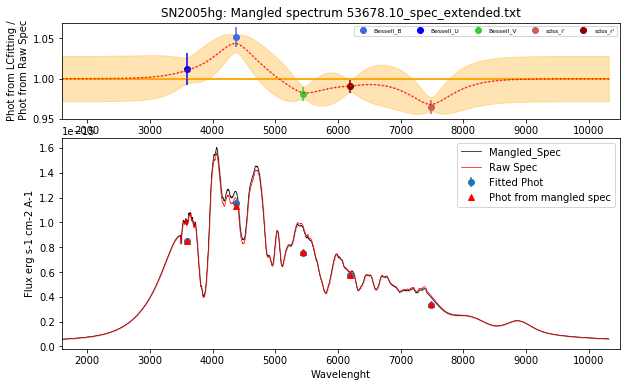 SN2005hg: Mangled spectrum 53678.10_spec_extended.txt
Phot from LCfitting /
Phot from Raw Spec
1.05
1.00
0.95
Bessell_B
Bessell_U
Bessell_V
sdss_i'
sdss_r'
2000 3000 4000 5000 6000 7000 8000 9000 10000
1e−15
Flux erg s-1 cm-2 A-1
1.6
1.4
1.2
1.0
0.8
0.6
0.4
0.2
0.0
Mangled_Spec
Raw Spec
Fitted Phot
Phot from mangled spec
2000 3000 4000 5000 6000 7000 8000 9000 10000
Wavelenght